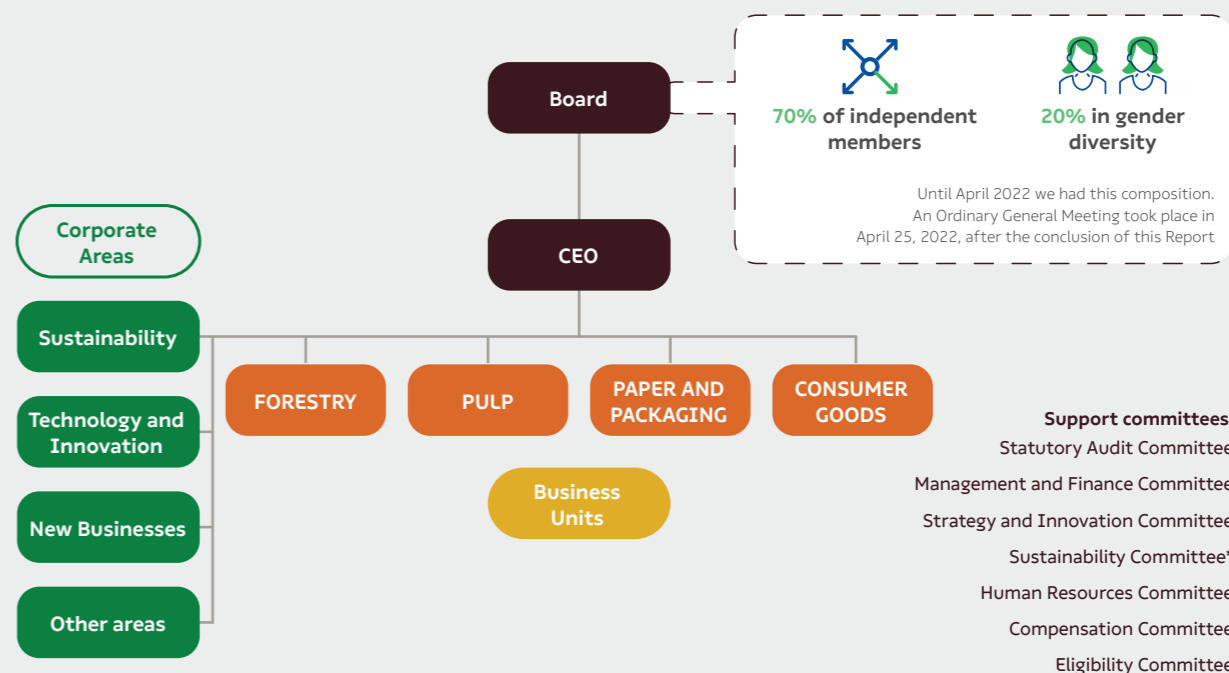 Board
70% of independent
members
20% in gender
diversity
Until April 2022 we had this composition.
An Ordinary General Meeting took place in
April 25, 2022, after the conclusion of this Report
CEO
Corporate
Areas
Sustainability
Technology and
Innovation
New Businesses
Other areas
FORESTRY
PULP
PAPER AND
PACKAGING
CONSUMER
GOODS
Business
Units
Support committees
Statutory Audit Committee
Management and Finance Committee
Strategy and Innovation Committee
Sustainability Committee*
Human Resources Committee
Compensation Committee
Eligibility Committee